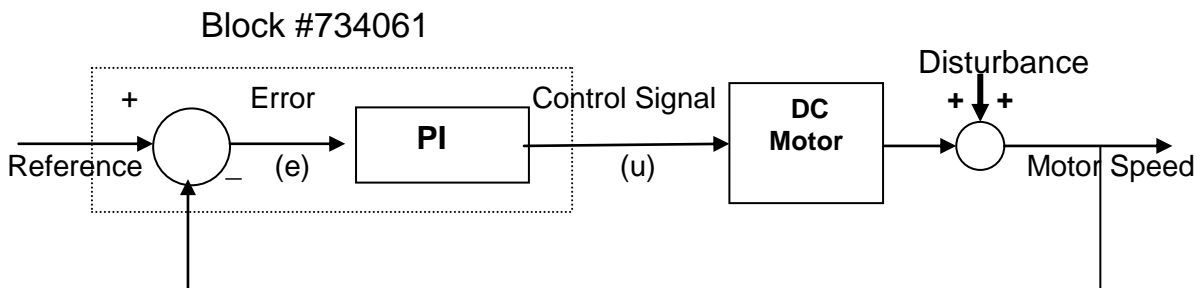 Block #734061
Disturbance
+ Error Control Signal + + DC
PI Motor
Reference _ (e) (u) Motor Speed